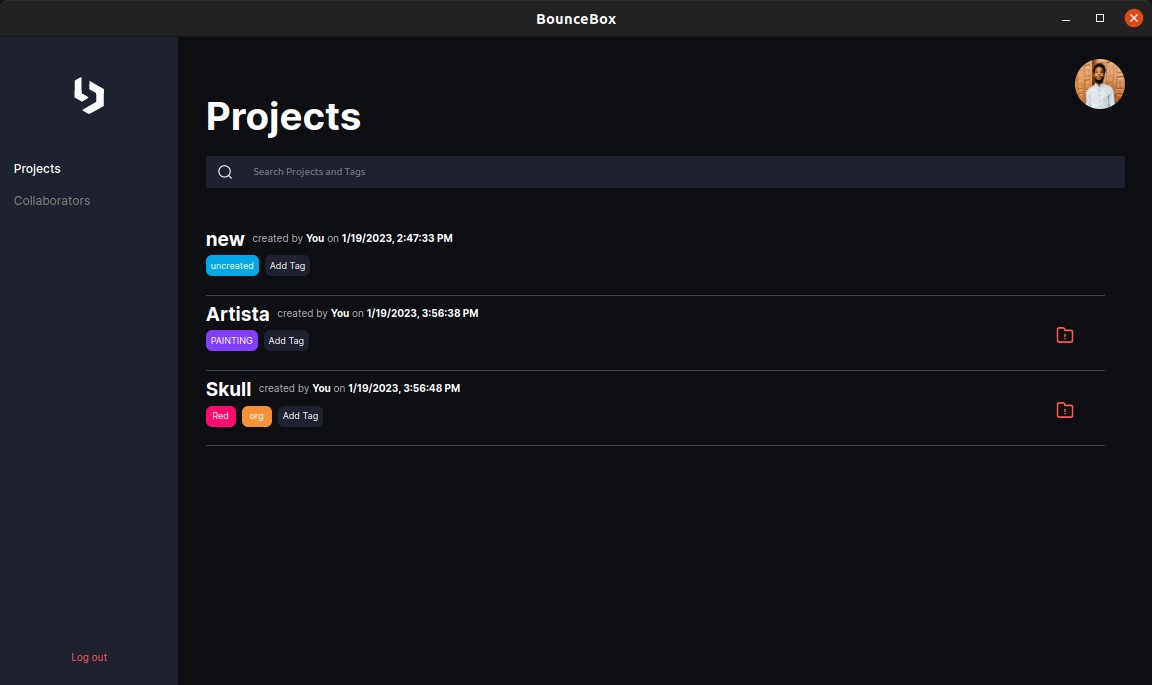 BounceBox
Projects
Collaborators
Log out
Projects
Search Projects and Tags
new created by You on 1/19/2023, 2:47:33 PM
uncreated Add Tag
Artista created by You on 1/19/2023, 3:56:38 PM
PAINTING Add Tag
Skull created by You on 1/19/2023, 3:56:48 PM
Red org Add Tag